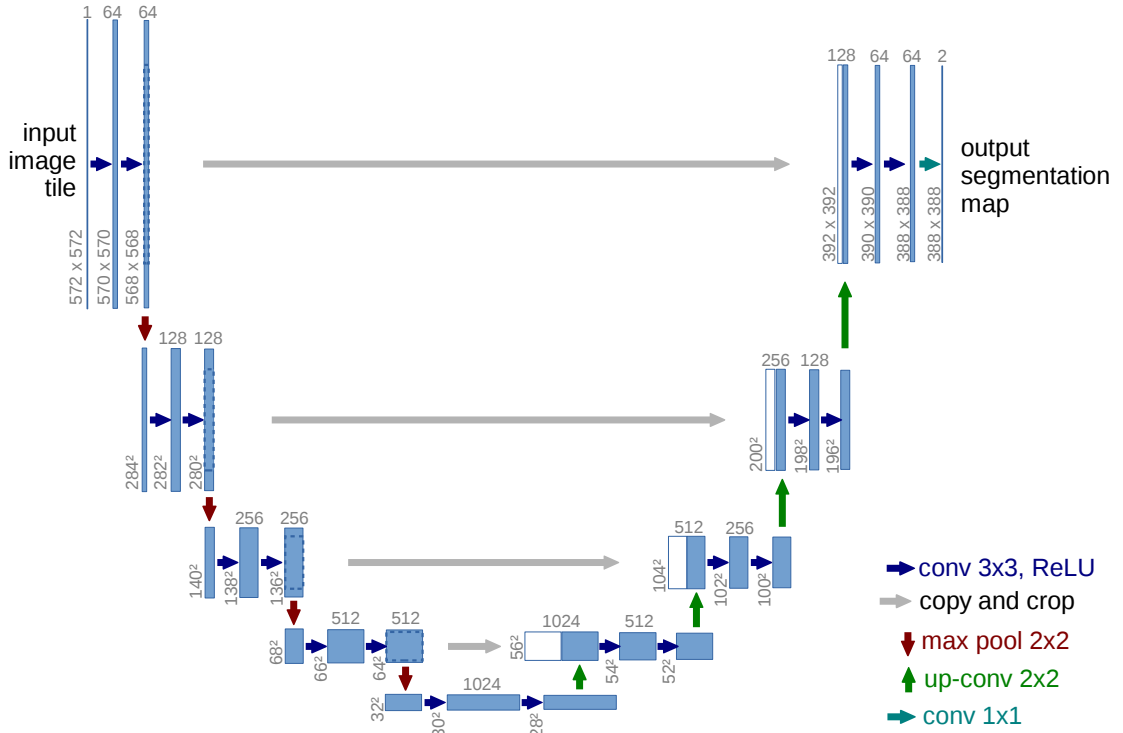 1 64 64
128
64 64 2
input
image
tile
output
segmentation
map
572 x 572
570 x 570
568 x 568
392 x 392
390 x 390
388 x 388
388 x 388
128 128
256 128
284²
282²
280²
200²
198²
196²
256 256
512 256
140²
138²
136²
104²
102²
100²
512 512
1024 512
68²
66²
64²
56²
54²
52²
1024
32²
30²
28²
conv 3x3, ReLU
copy and crop
max pool 2x2
up-conv 2x2
conv 1x1